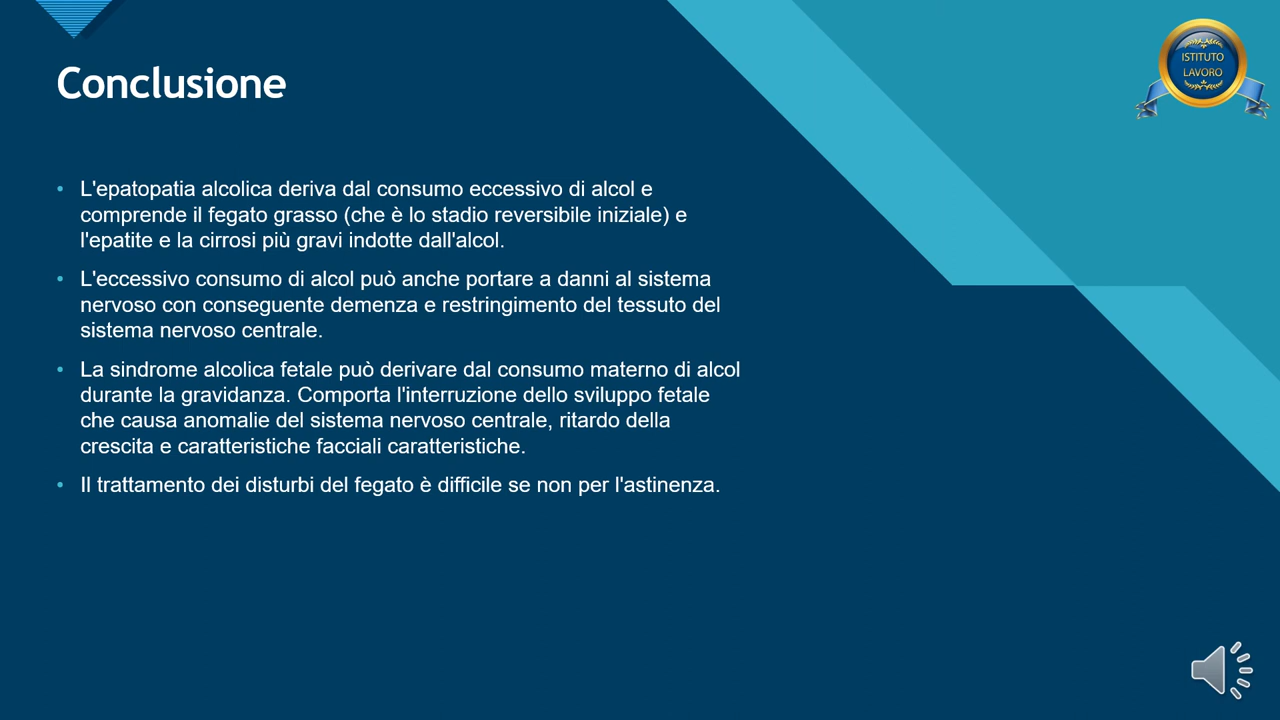 ISTITUTO
LAVORO
Conclusione
• L'epatopatia alcolica deriva dal consumo eccessivo di alcol e
comprende il fegato grasso (che è lo stadio reversibile iniziale) e
l'epatite e la cirrosi più gravi indotte dall'alcol.
• L'eccessivo consumo di alcol può anche portare a danni al sistema
nervoso con conseguente demenza e restringimento del tessuto del
sistema nervoso centrale.
• La sindrome alcolica fetale può derivare dal consumo materno di alcol
durante la gravidanza. Comporta l'interruzione dello sviluppo fetale
che causa anomalie del sistema nervoso centrale, ritardo della
crescita e caratteristiche facciali caratteristiche.
• Il trattamento dei disturbi del fegato è difficile se non per l'astinenza.